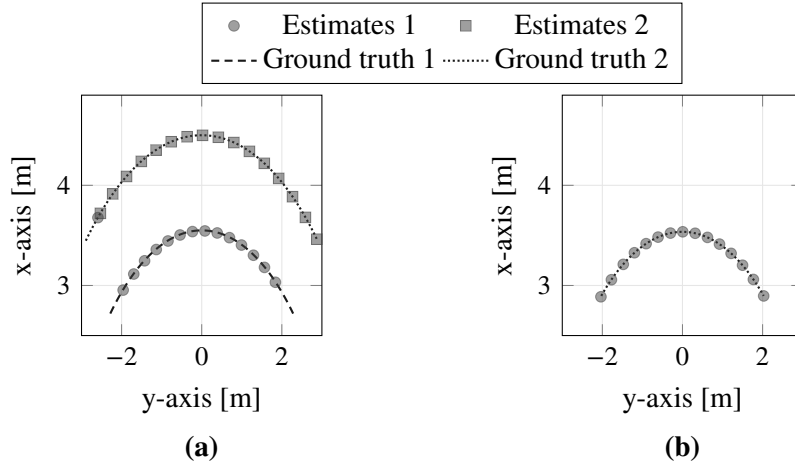 Estimates 1 Estimates 2
Ground truth 1 Ground truth 2
x-axis [m]
4
3
−2 0 2
y-axis [m]
(a)
x-axis [m]
4
3
−2 0 2
y-axis [m]
(b)